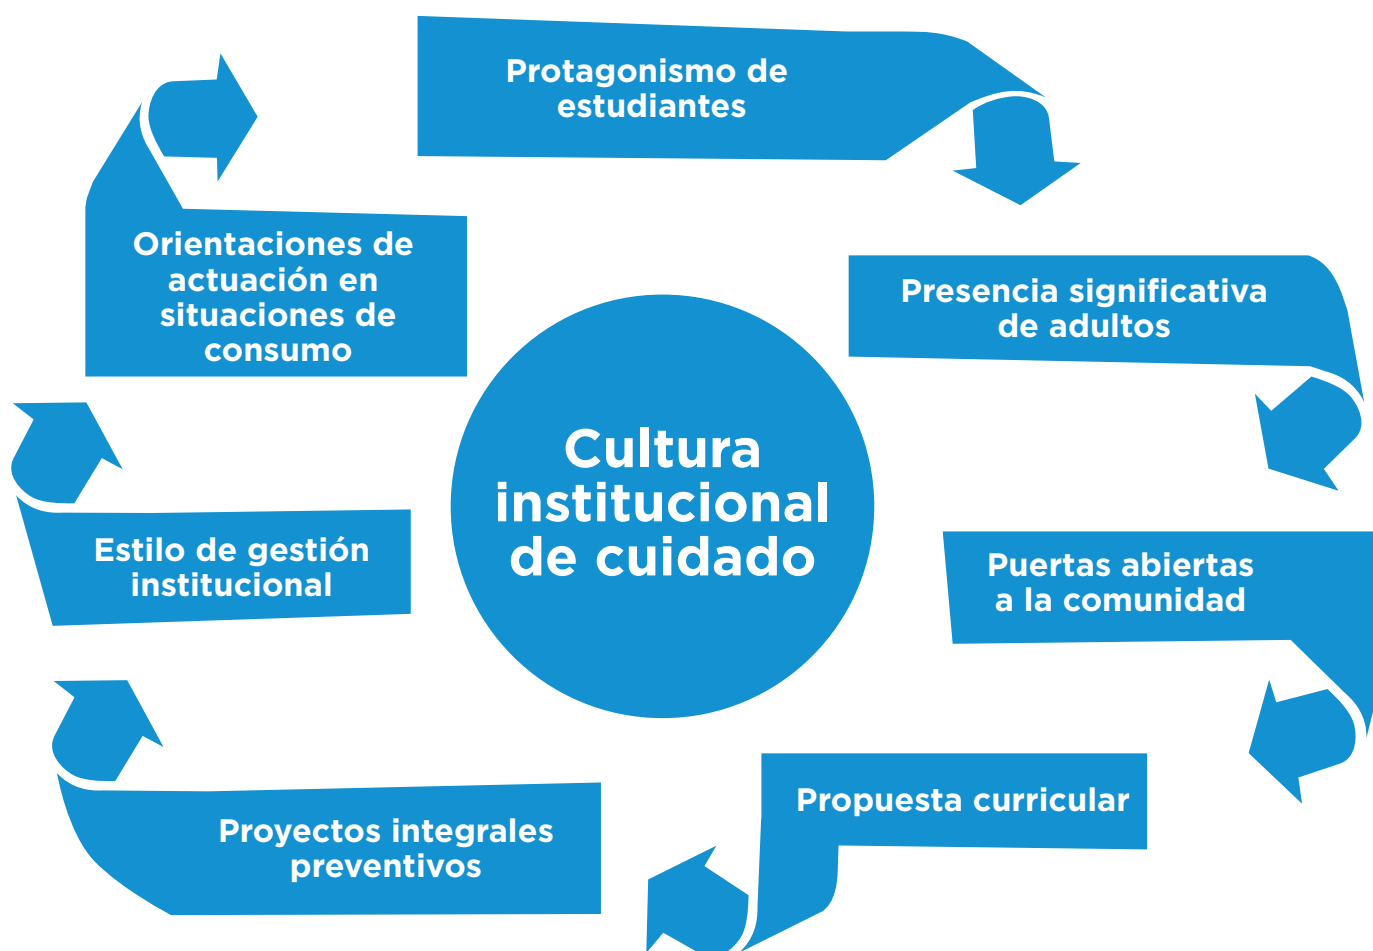 Protagonismo de
estudiantes
Presencia significativa
de adultos
Puertas abiertas
a la comunidad
Propuesta curricular
Proyectos integrales
preventivos
Estilo de gestión
institucional
Orientaciones de
actuación en
situaciones de
consumo
Cultura
institucional
de cuidado